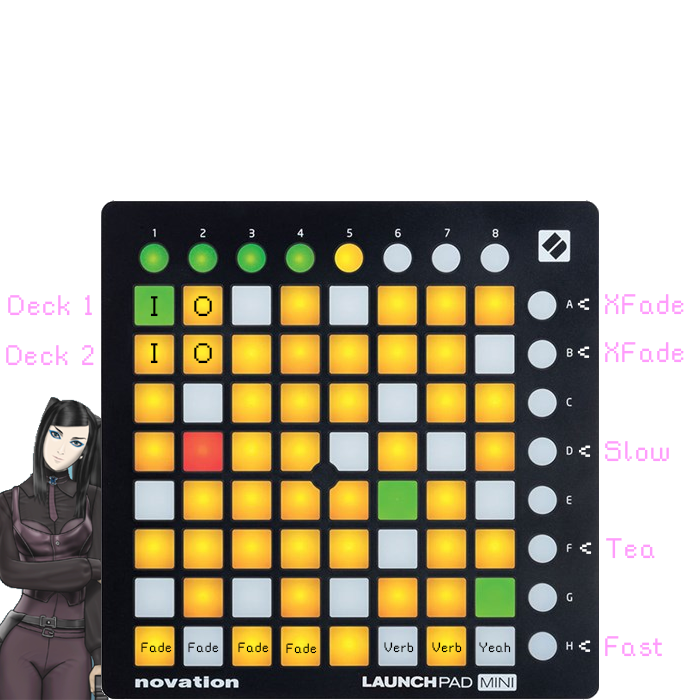 1 2 3 4 5 6 7 8
Deck 1 I O A < XFade
Deck 2 I O B < XFade
C
D < Slow
E
F < Tea
G
Fade Fade Fade Fade Verb Verb Yeah H < Fast
novation LAUNCHPAD MINI